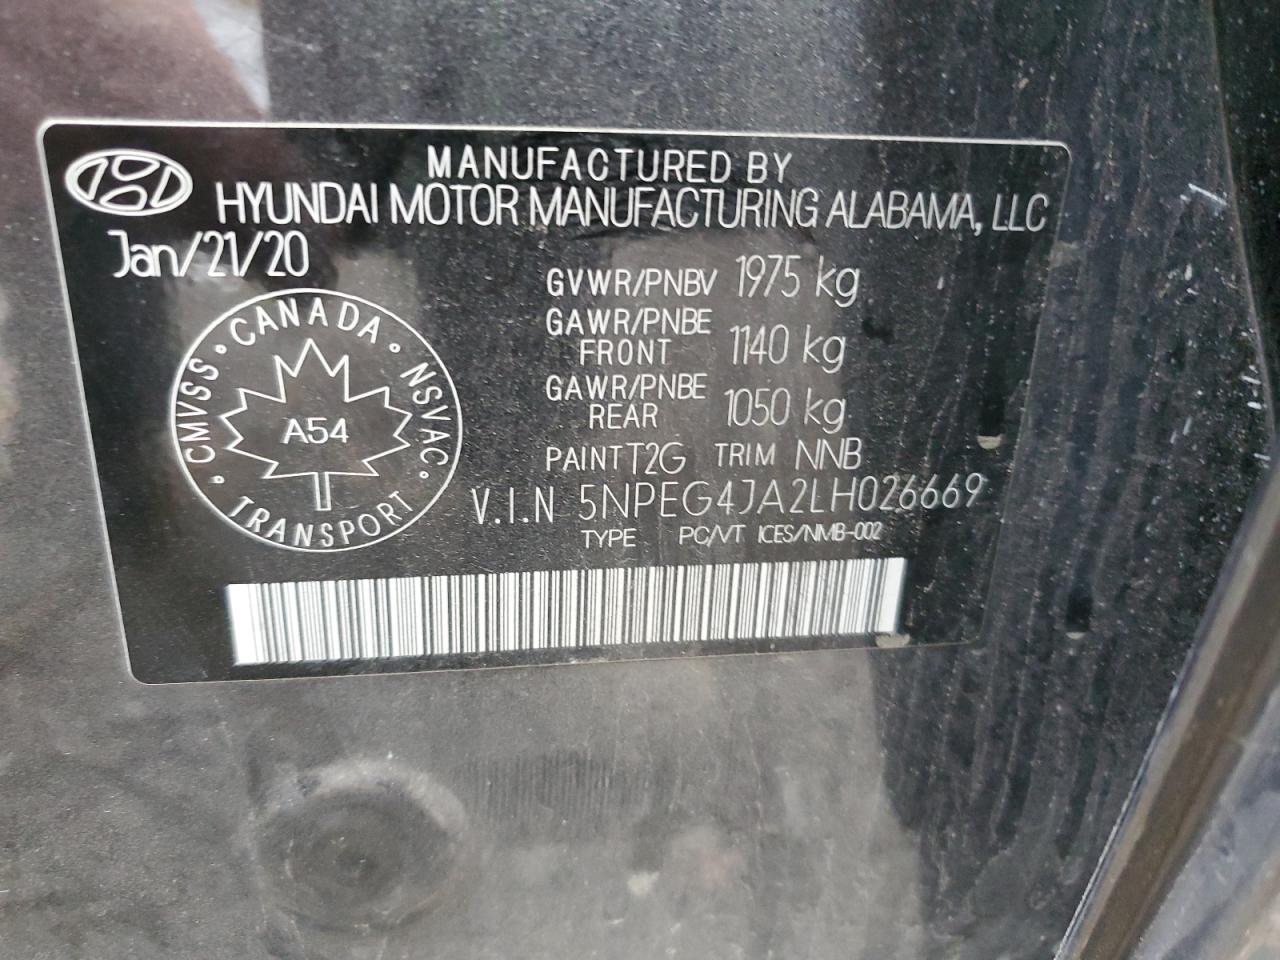 MANUFACTURED BY
HYUNDAI MOTOR MANUFACTURING ALABAMA, LLC
Jan/21/20
GVWR/PNBV 1975 kg
GAWR/PNBE FRONT 1140 kg
GAWR/PNBE REAR 1050 kg
PAINT T2G TRIM NNB
V.I.N 5NPEG4JA2LH026669
TYPE PC/VT ICES/NMB-002
CMVSS · CANADA · NSVAC · TRANSPORT ·
A54